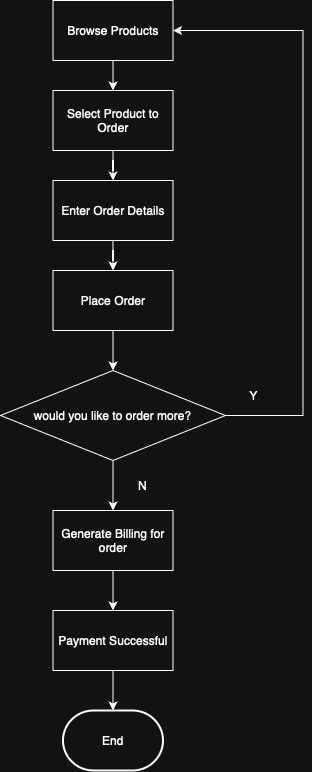 Browse Products
Select Product to
Order
Enter Order Details
Place Order
would you like to order more?
Y
N
Generate Billing for
order
Payment Successful
End